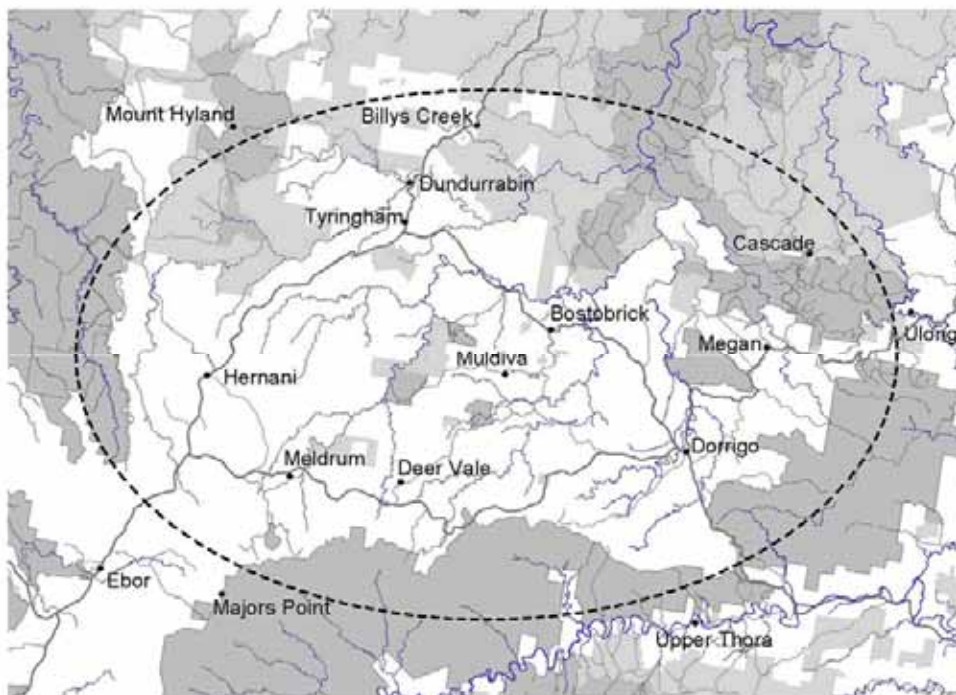 Mount Hyland
Billys Creek
Dundurrabin
Tyringham
Cascade
Bostobrick
Ulong
Megan
Muldiva
Hernani
Dorrigo
Meldrum
Deer Vale
Ebor
Majors Point
Upper Thora